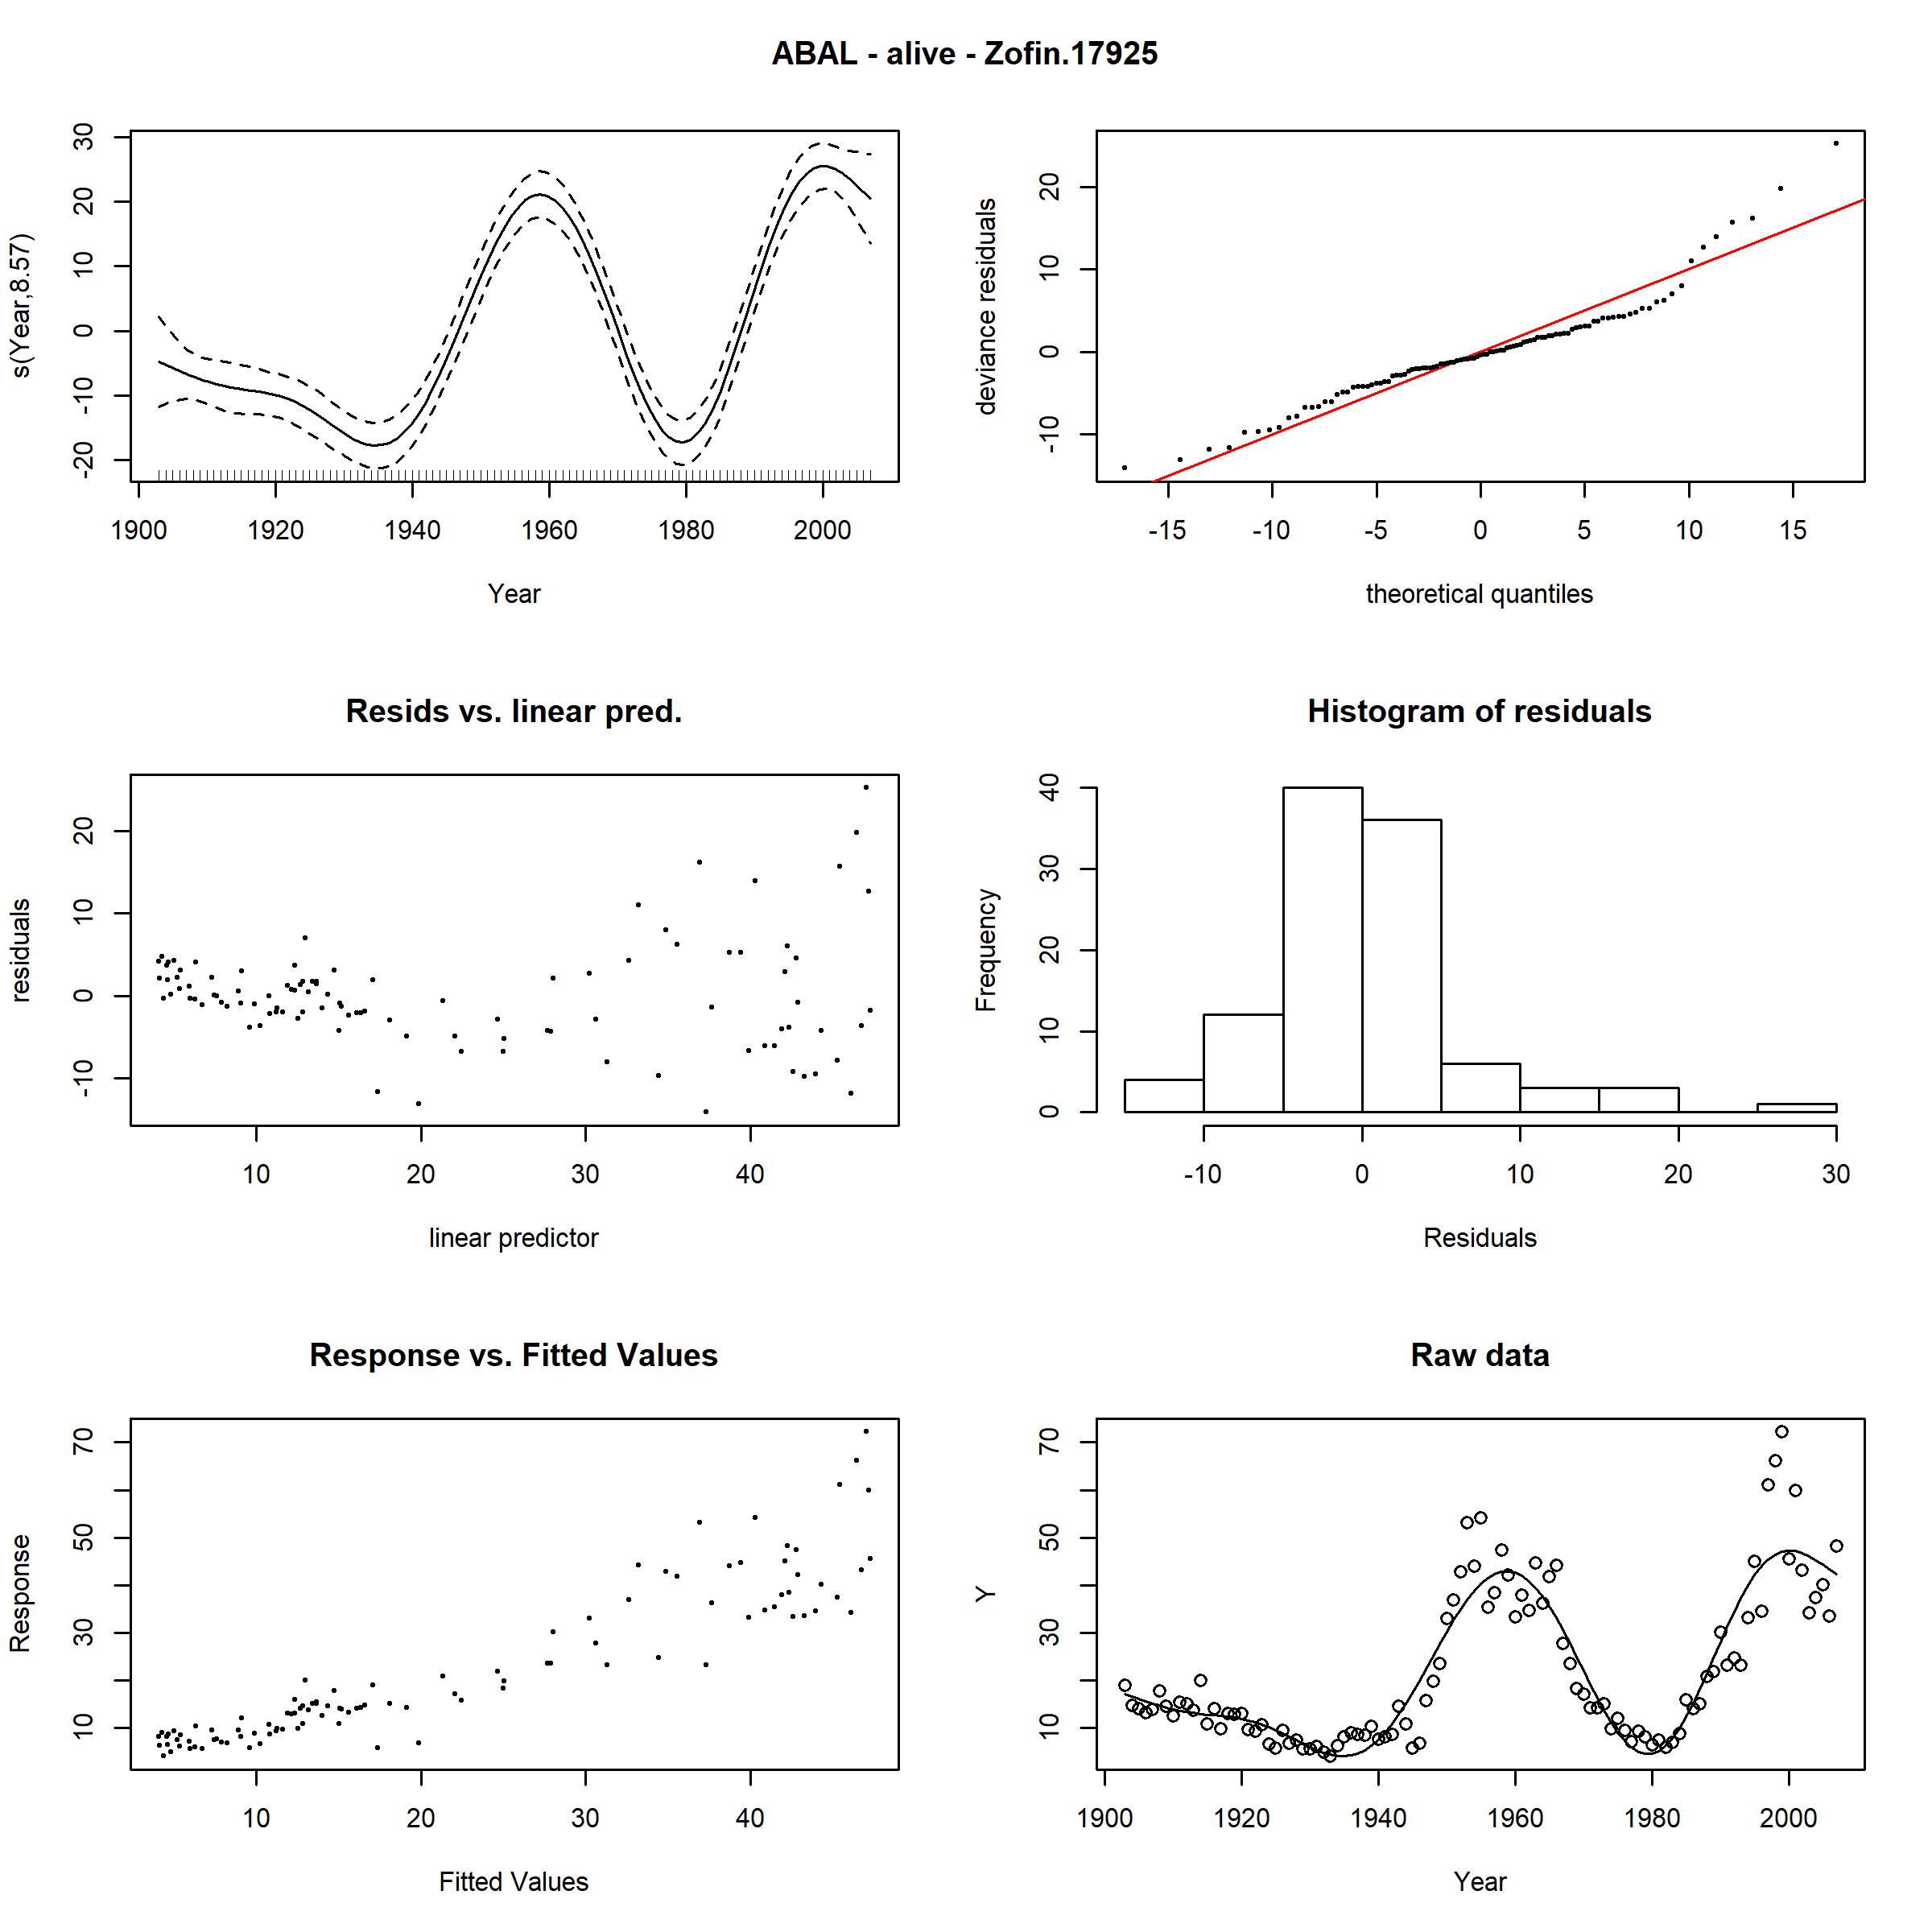 ABAL - alive - Zofin.17925
s(Year,8.57)
30
20
10
0
-10
-20
1900 1920 1940 1960 1980 2000
Year
deviance residuals
20
10
0
-10
-15 -10 -5 0 5 10 15
theoretical quantiles
Resids vs. linear pred.
residuals
20
10
0
-10
10 20 30 40
linear predictor
Histogram of residuals
Frequency
40
30
20
10
0
-10 0 10 20 30
Residuals
Response vs. Fitted Values
Response
70
50
30
10
10 20 30 40
Fitted Values
Raw data
Y
70
50
30
10
1900 1920 1940 1960 1980 2000
Year